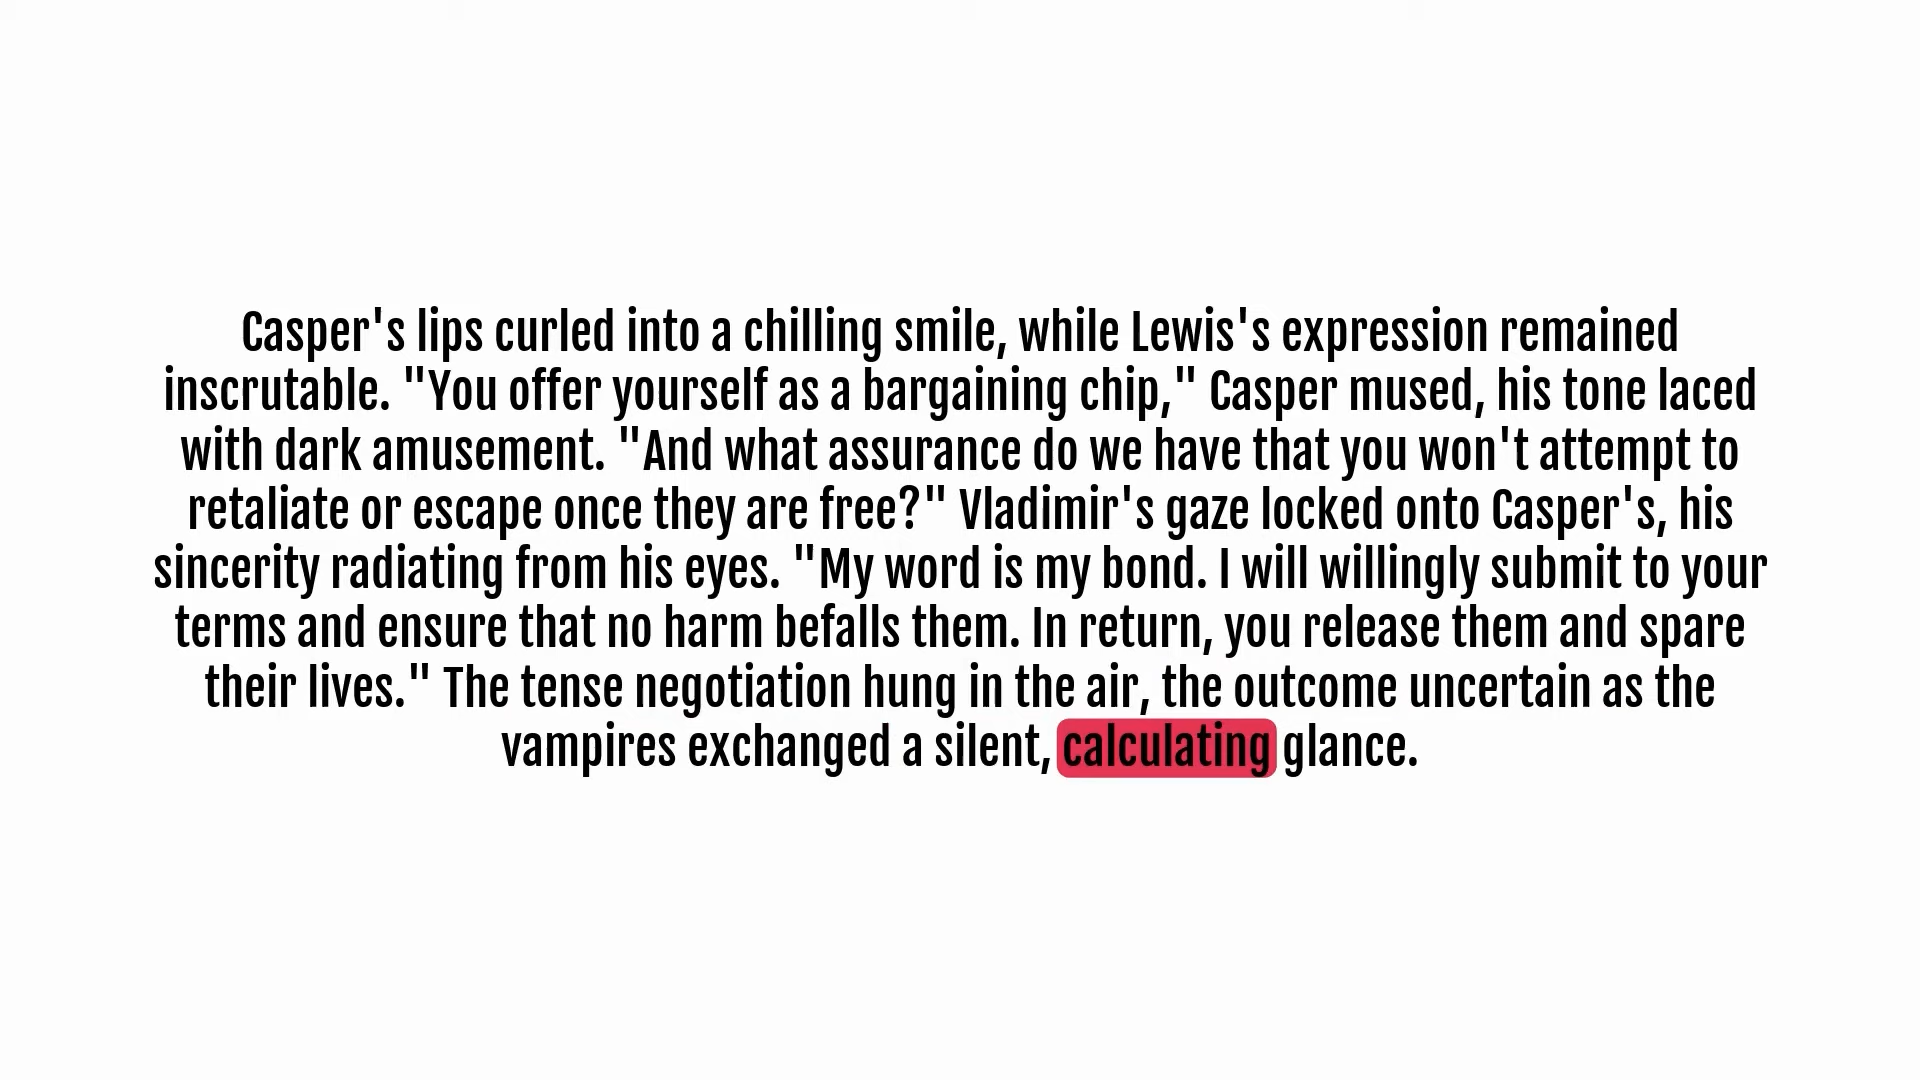 Casper's lips curled into a chilling smile, while Lewis's expression remained
inscrutable. "You offer yourself as a bargaining chip," Casper mused, his tone laced
with dark amusement. "And what assurance do we have that you won't attempt to
retaliate or escape once they are free?" Vladimir's gaze locked onto Casper's, his
sincerity radiating from his eyes. "My word is my bond. I will willingly submit to your
terms and ensure that no harm befalls them. In return, you release them and spare
their lives." The tense negotiation hung in the air, the outcome uncertain as the
vampires exchanged a silent, calculating glance.